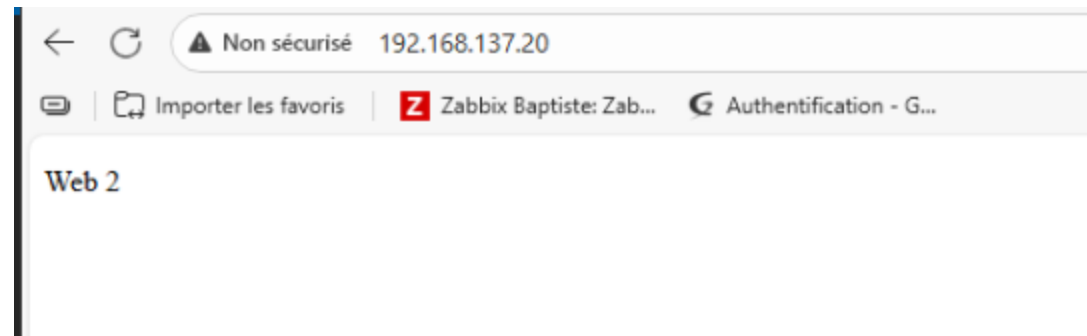 Non sécurisé 192.168.137.20
Importer les favoris Z Zabbix Baptiste: Zab... Authentification - G...
Web 2